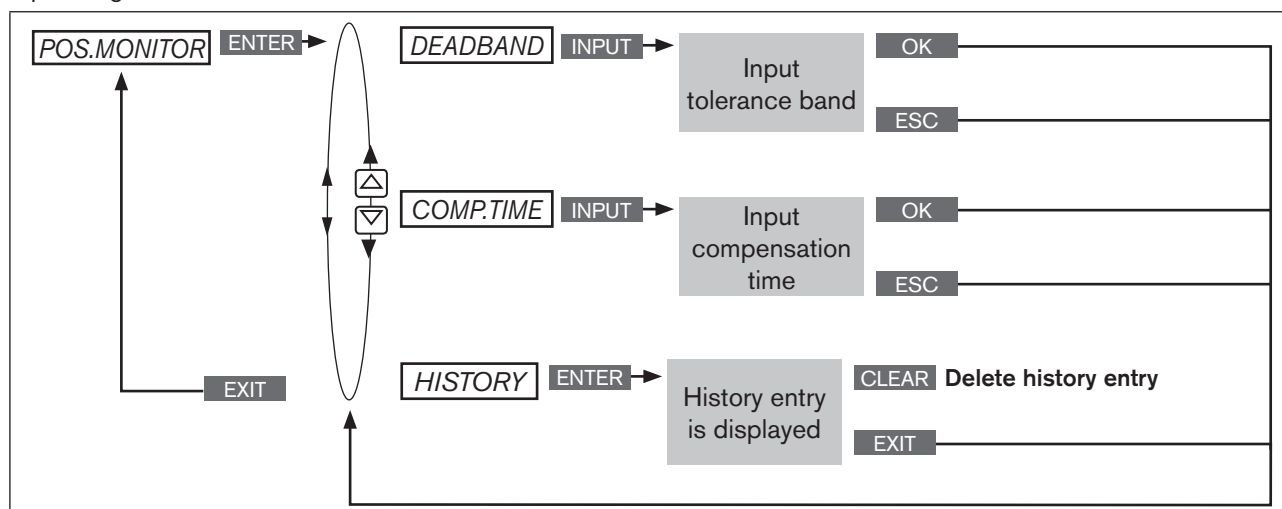 POS.MONITOR ENTER
DEADBAND INPUT
Input
tolerance band
OK
ESC
COMP.TIME INPUT
Input
compensation
time
OK
ESC
HISTORY ENTER
History entry
is displayed
CLEAR Delete history entry
EXIT
EXIT